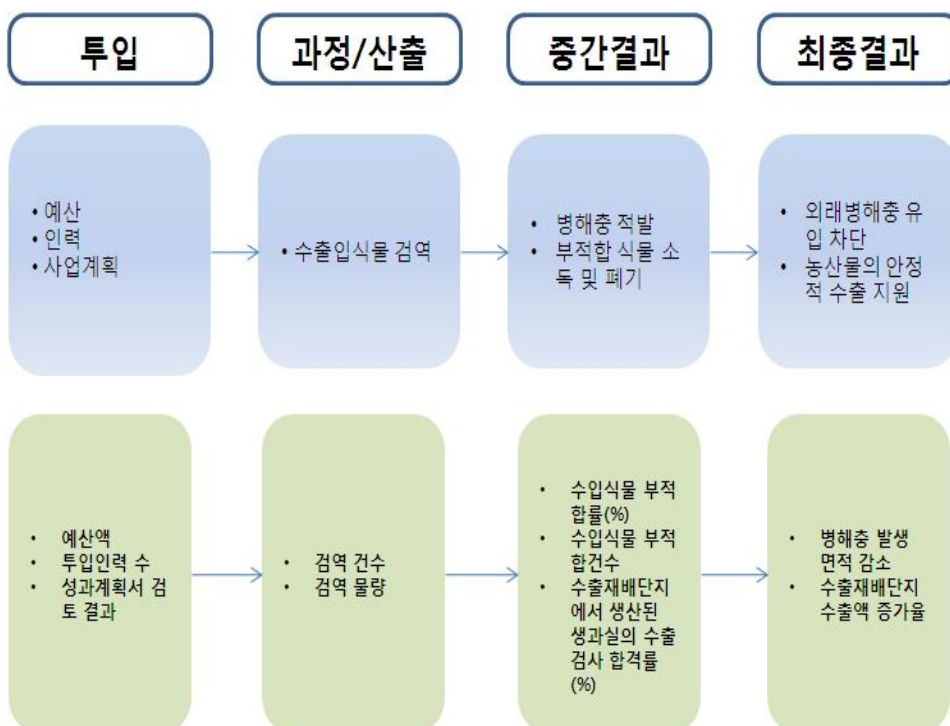 투입
과정/산출
중간결과
최종결과
• 예산
• 인력
• 사업계획
• 수출입식물 검역
• 병해충 적발
• 부적합 식물 소
독 및 폐기
• 외래병해충 유
입 차단
• 농산물의 안정
적 수출 지원
• 예산액
• 투입인력 수
• 성과계획서 검
토 결과
• 검역 건수
• 검역 물량
• 수입식물 부적
합률(%)
• 수입식물 부적
합건수
• 수출재배단지
에서 생산된
생과실의 수출
검사 합격률
(%)
• 병해충 발생
면적 감소
• 수출재배단지
수출액 증가율